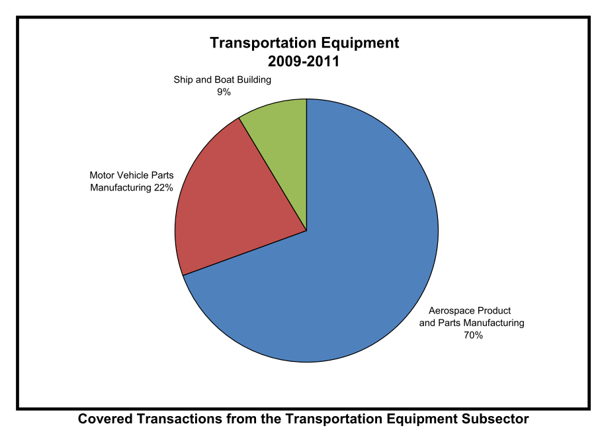 Transportation Equipment
2009-2011
Ship and Boat Building
9%
Motor Vehicle Parts
Manufacturing 22%
Aerospace Product
and Parts Manufacturing
70%
Covered Transactions from the Transportation Equipment Subsector